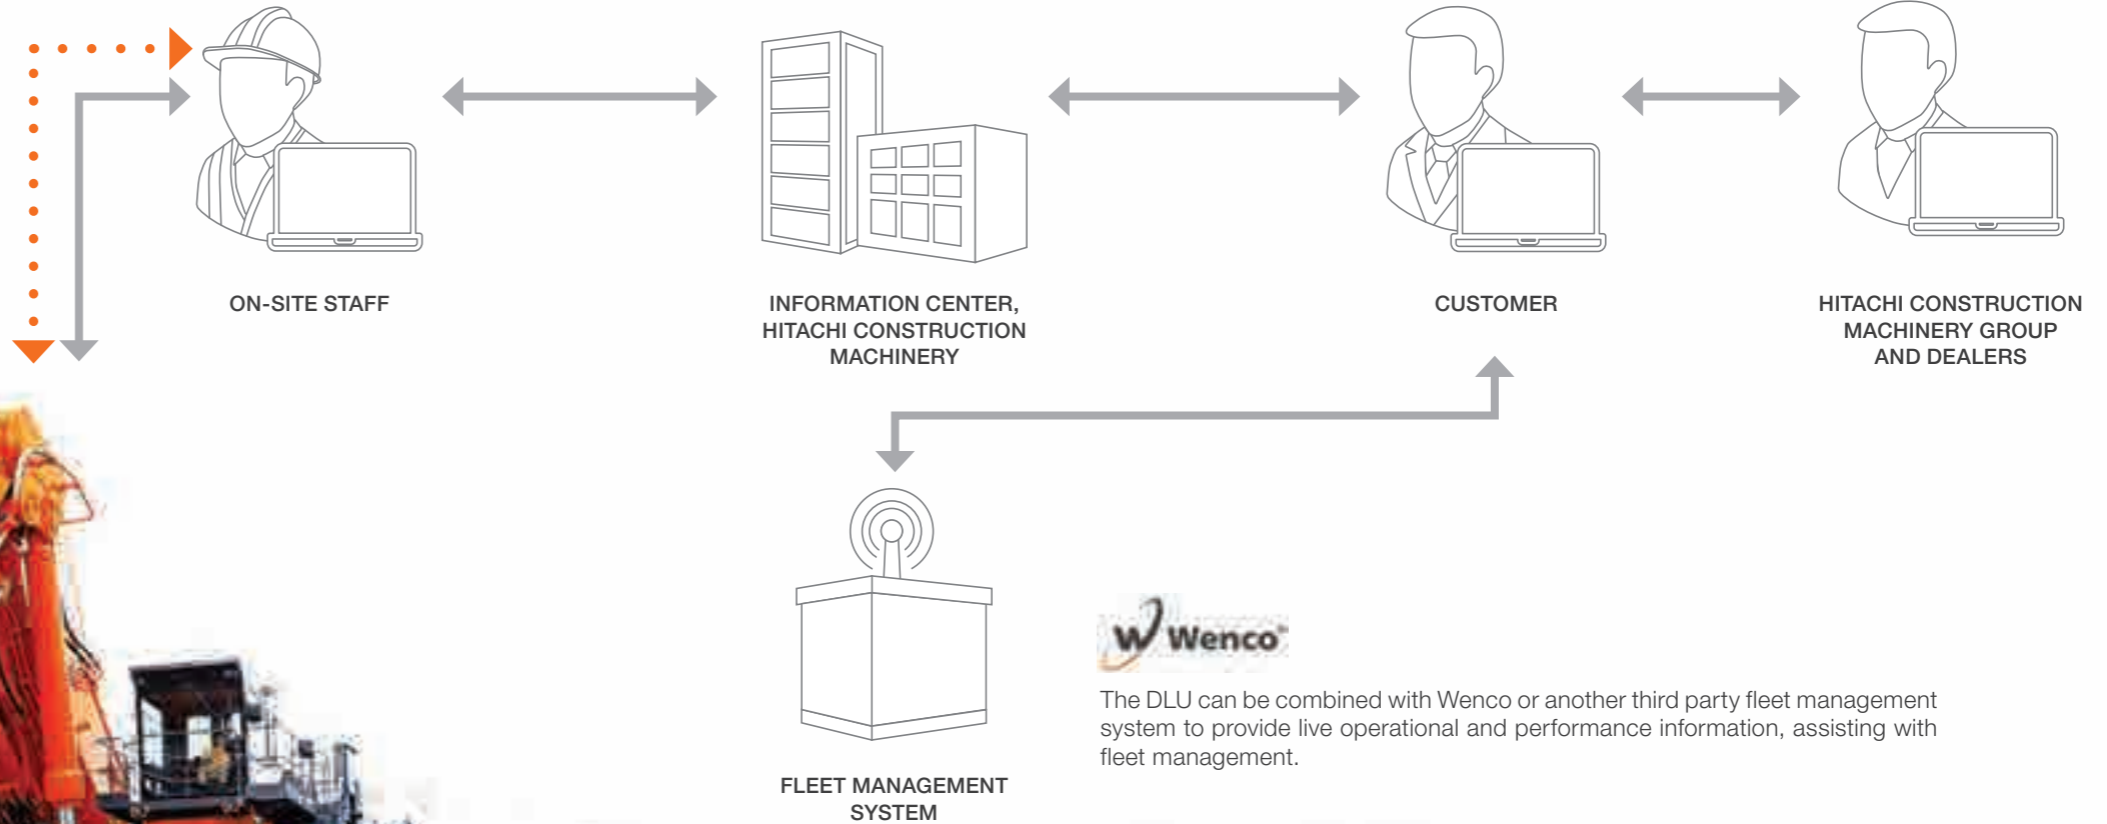 ON-SITE STAFF
INFORMATION CENTER,
HITACHI CONSTRUCTION
MACHINERY
CUSTOMER
HITACHI CONSTRUCTION
MACHINERY GROUP
AND DEALERS
FLEET MANAGEMENT
SYSTEM
W Wenco
The DLU can be combined with Wenco or another third party fleet management
system to provide live operational and performance information, assisting with
fleet management.